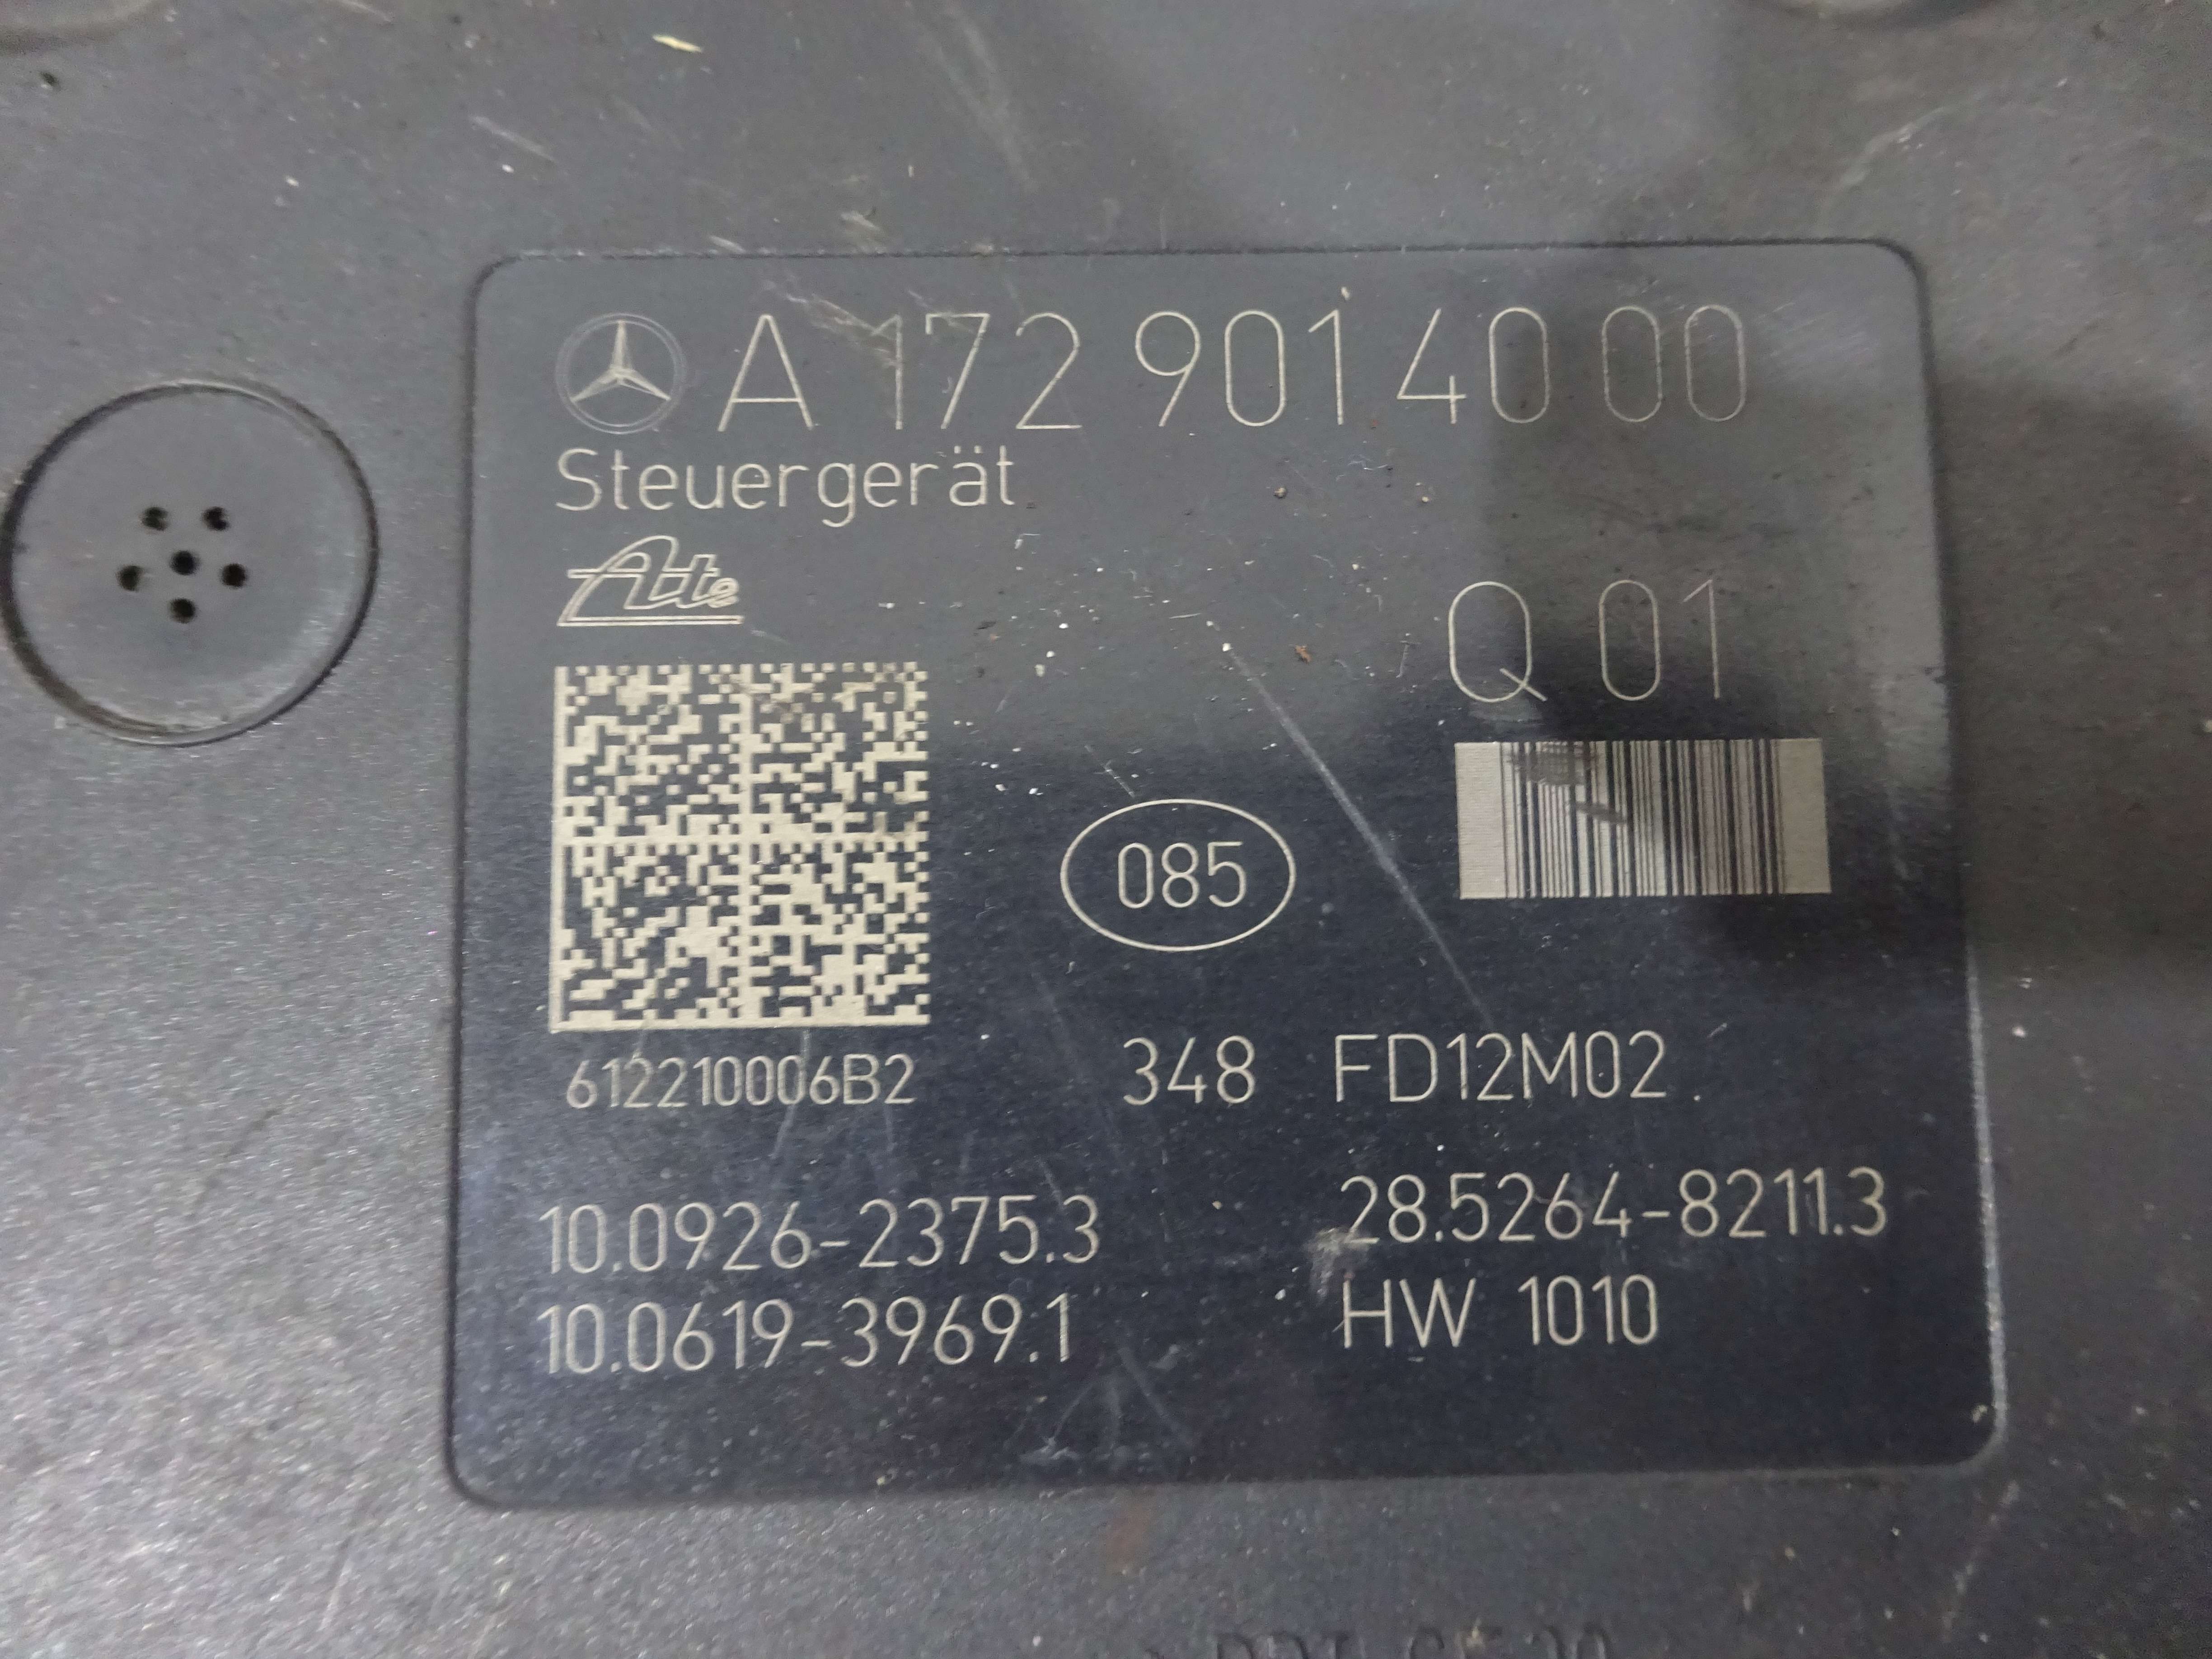 A 172 901 40 00
Steuergerät
Ate
Q 01
085
612210006B2
348 FD12M02
10.0926-2375.3
28.5264-8211.3
10.0619-3969.1
HW 1010